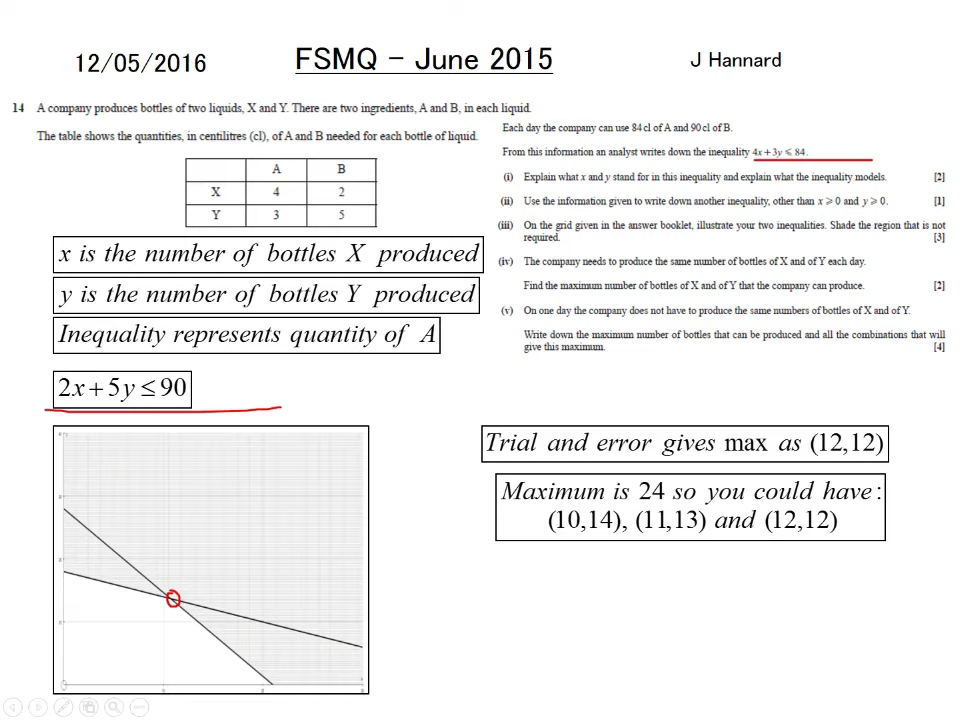 12/05/2016
FSMQ – June 2015
J Hannard
14 A company produces bottles of two liquids, X and Y. There are two ingredients, A and B, in each liquid.
The table shows the quantities, in centilitres (cl), of A and B needed for each bottle of liquid.
A B
X 4 2
Y 3 5
x is the number of bottles X produced
y is the number of bottles Y produced
Inequality represents quantity of A
2x + 5y ≤ 90
Each day the company can use 84 cl of A and 90 cl of B.
From this information an analyst writes down the inequality 4x + 3y ⩽ 84.
(i) Explain what x and y stand for in this inequality and explain what the inequality models. [2]
(ii) Use the information given to write down another inequality, other than x ⩾ 0 and y ⩾ 0. [1]
(iii) On the grid given in the answer booklet, illustrate your two inequalities. Shade the region that is not
required. [3]
(iv) The company needs to produce the same number of bottles of X and of Y each day.
Find the maximum number of bottles of X and of Y that the company can produce. [2]
(v) On one day the company does not have to produce the same numbers of bottles of X and of Y.
Write down the maximum number of bottles that can be produced and all the combinations that will
give this maximum. [4]
Trial and error gives max as (12,12)
Maximum is 24 so you could have:
(10,14), (11,13) and (12,12)